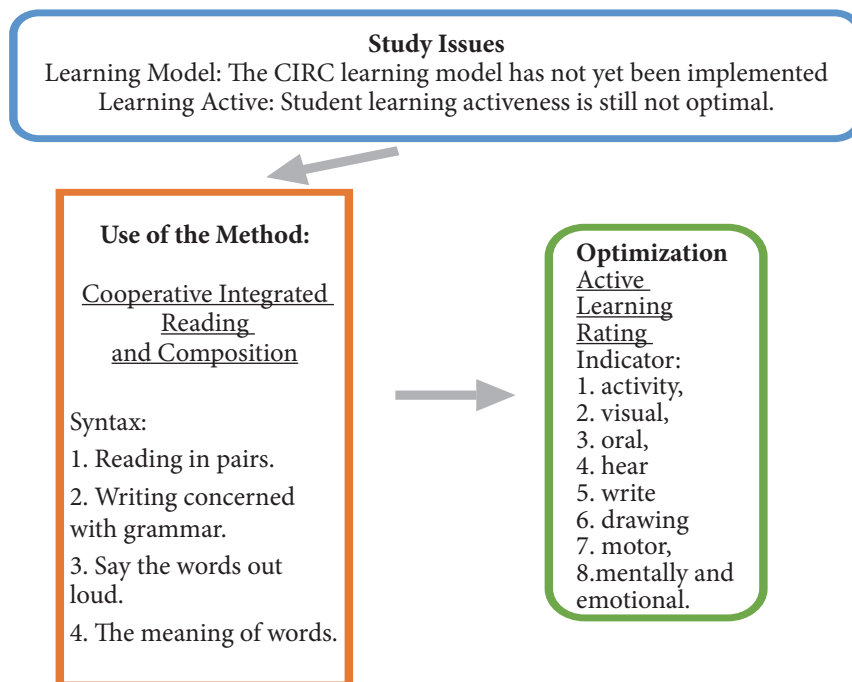 Study Issues
Learning Model: The CIRC learning model has not yet been implemented
Learning Active: Student learning activeness is still not optimal.
Use of the Method:
Cooperative Integrated
Reading
and Composition
Syntax:
1. Reading in pairs.
2. Writing concerned
with grammar.
3. Say the words out
loud.
4. The meaning of words.
Optimization
Active
Learning
Rating
Indicator:
1. activity,
2. visual,
3. oral,
4. hear
5. write
6. drawing
7. motor,
8.mentally and
emotional.